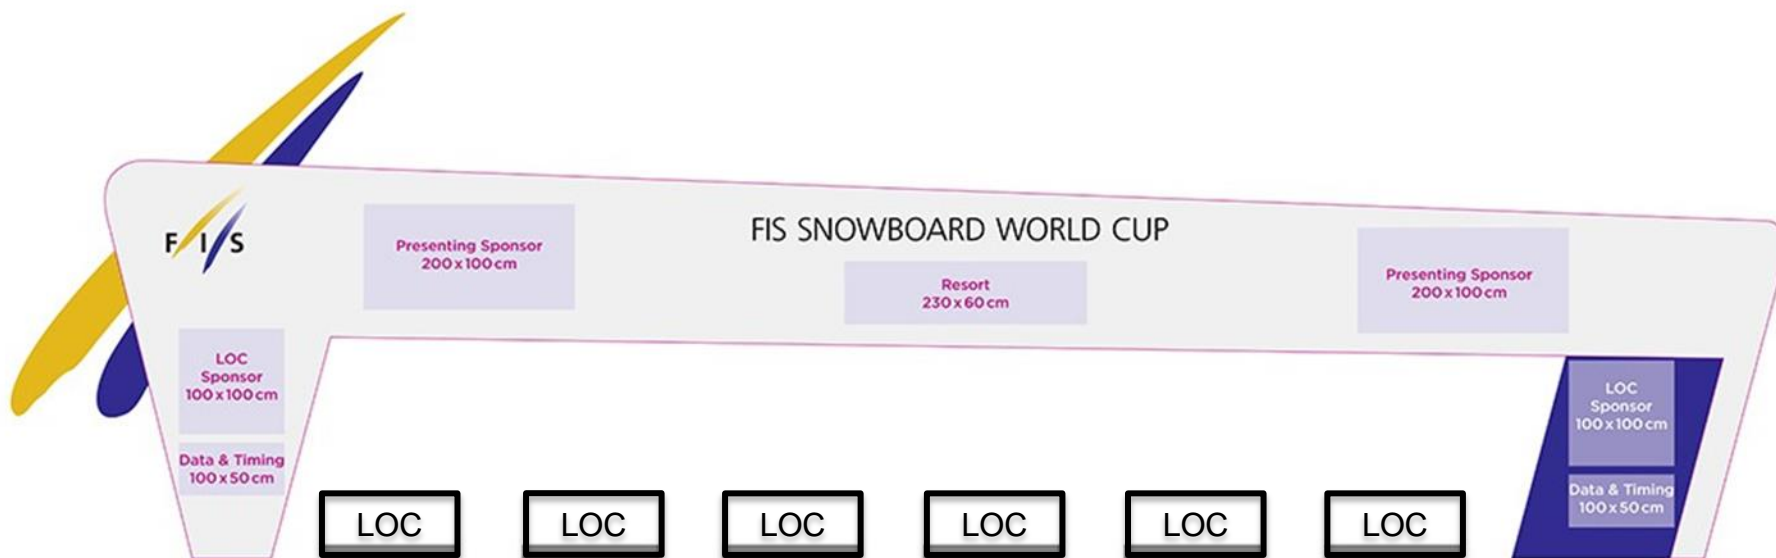 FIS
FIS SNOWBOARD WORLD CUP
Presenting Sponsor
200 x 100 cm
Resort
230 x 60 cm
Presenting Sponsor
200 x 100 cm
LOC
Sponsor
100 x 100 cm
Data & Timing
100 x 50 cm
LOC
Sponsor
100 x 100 cm
Data & Timing
100 x 50 cm
LOC
LOC
LOC
LOC
LOC
LOC